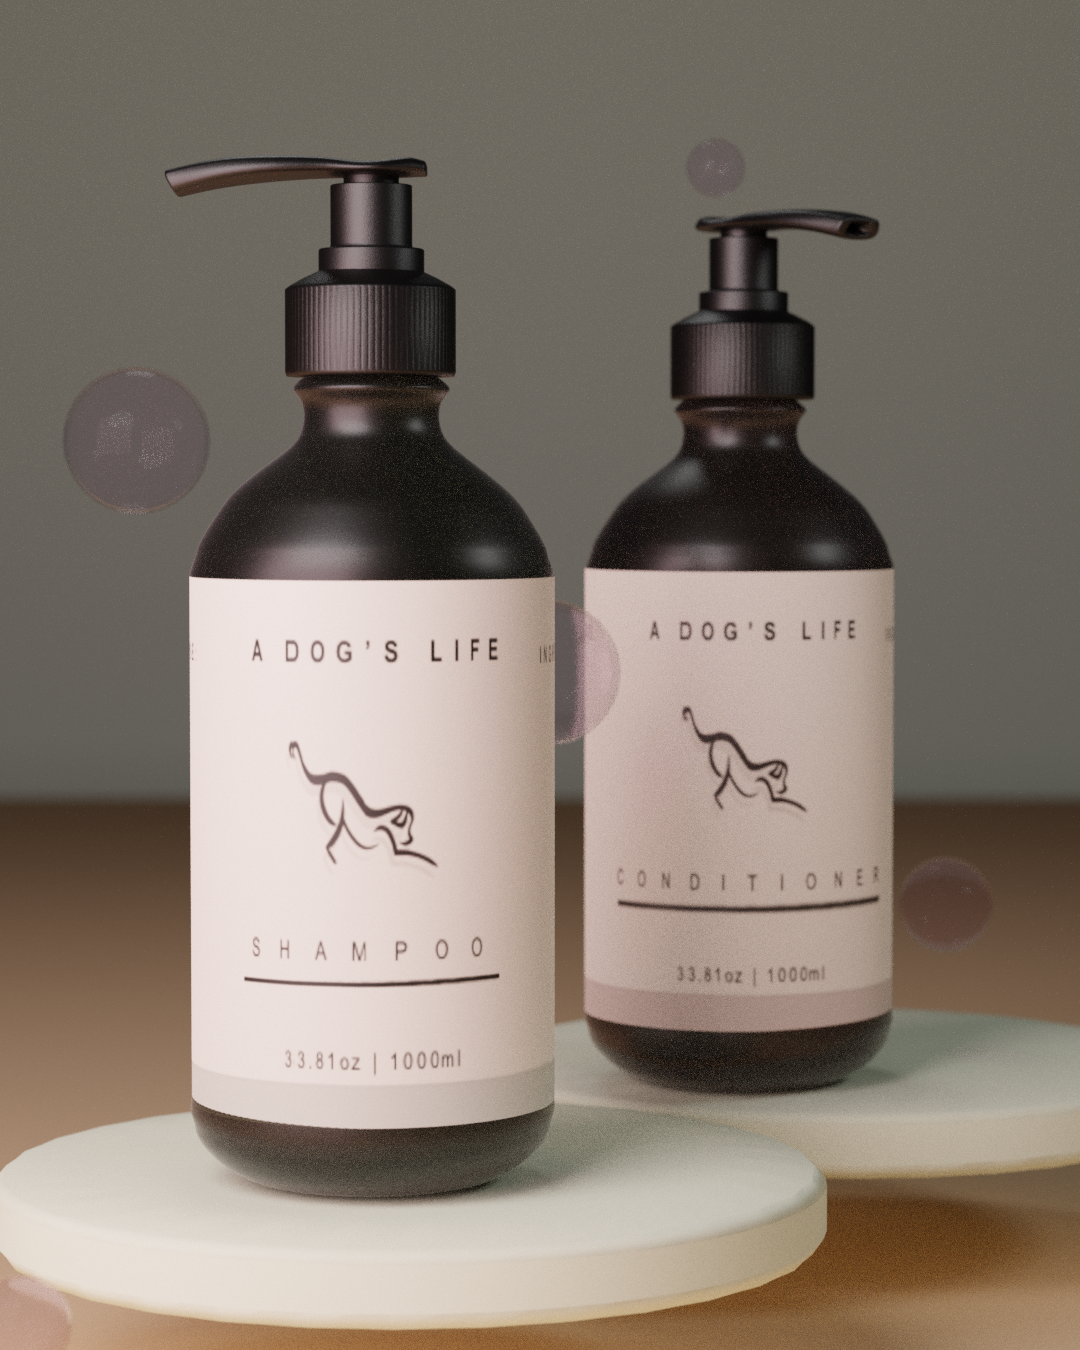 A DOG'S LIFE
SHAMPOO
33.81oz | 1000ml
A DOG'S LIFE
CONDITIONER
33.81oz | 1000ml